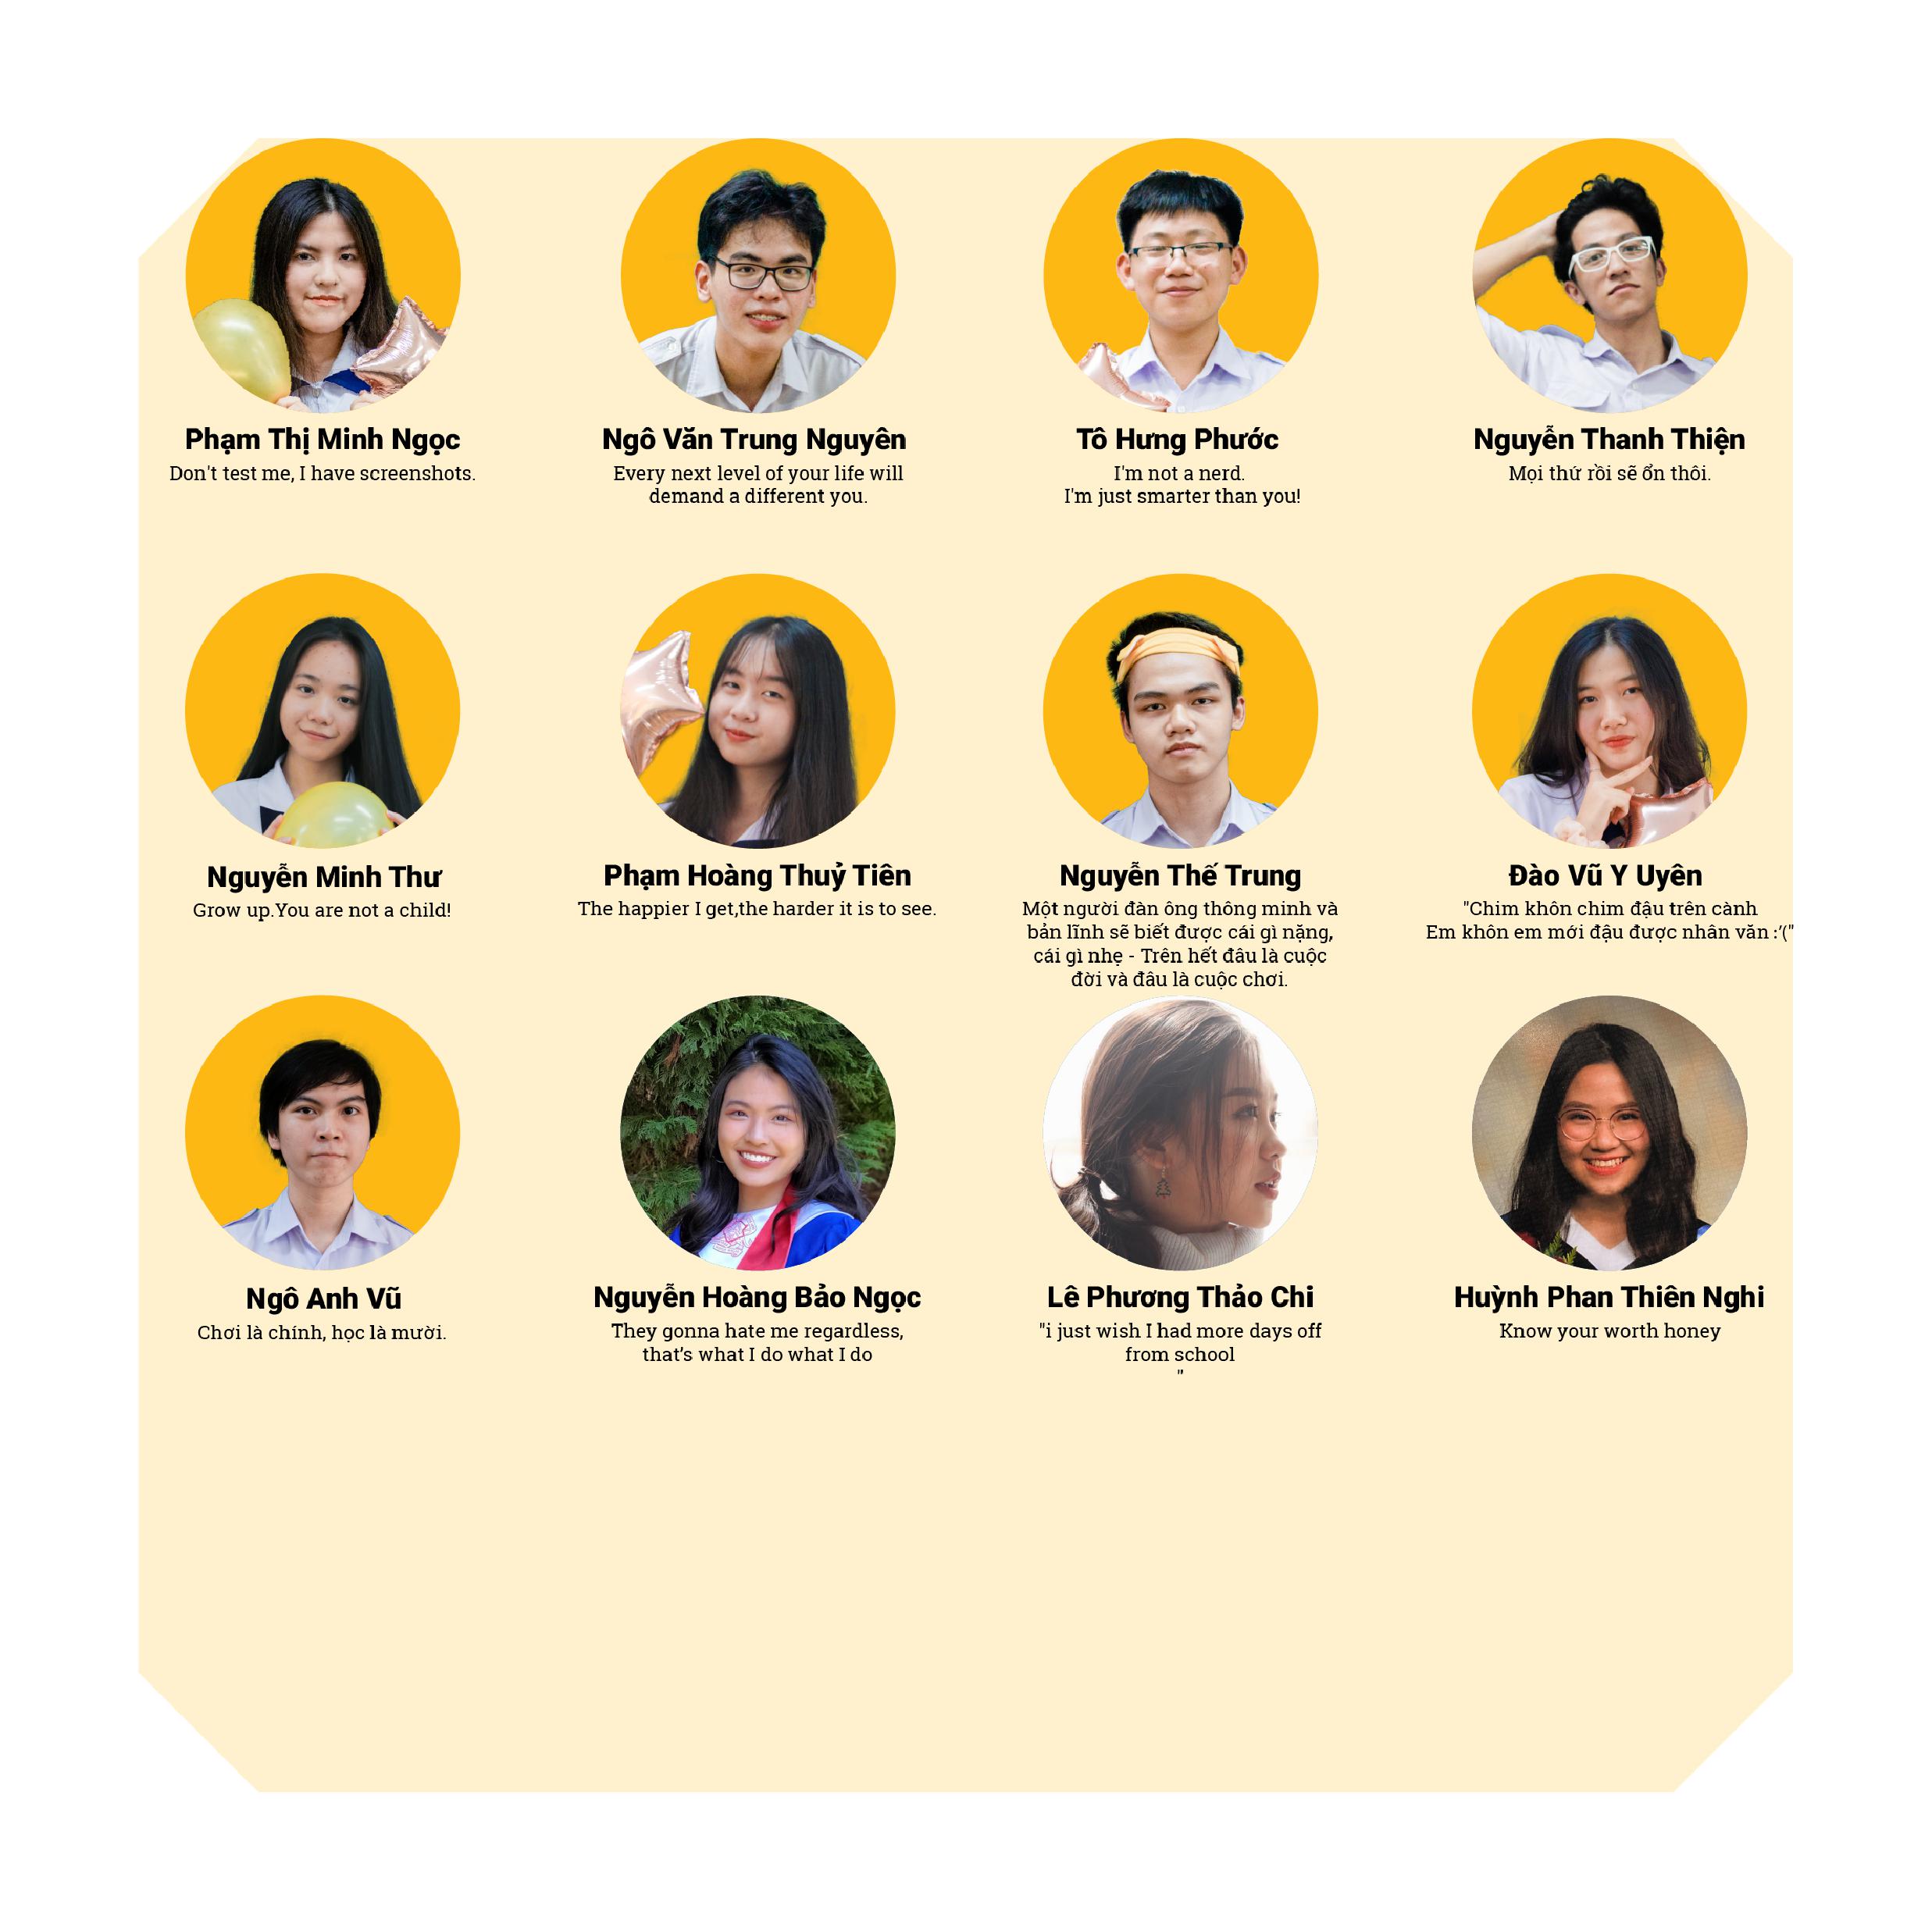 Phạm Thị Minh Ngọc
Don't test me, I have screenshots.
Ngô Văn Trung Nguyên
Every next level of your life will
demand a different you.
Tô Hưng Phước
I'm not a nerd.
I'm just smarter than you!
Nguyễn Thanh Thiện
Mọi thứ rồi sẽ ổn thôi.
Nguyễn Minh Thư
Grow up.You are not a child!
Phạm Hoàng Thuỷ Tiên
The happier I get,the harder it is to see.
Nguyễn Thế Trung
Một người đàn ông thông minh và
bản lĩnh sẽ biết được cái gì nặng,
cái gì nhẹ - Trên hết đâu là cuộc
đời và đâu là cuộc chơi.
Đào Vũ Y Uyên
"Chim khôn chim đậu trên cành
Em khôn em mới đậu được nhân văn :’("
Ngô Anh Vũ
Chơi là chính, học là mười.
Nguyễn Hoàng Bảo Ngọc
They gonna hate me regardless,
that’s what I do what I do
Lê Phương Thảo Chi
"i just wish I had more days off
from school
"
Huỳnh Phan Thiên Nghi
Know your worth honey